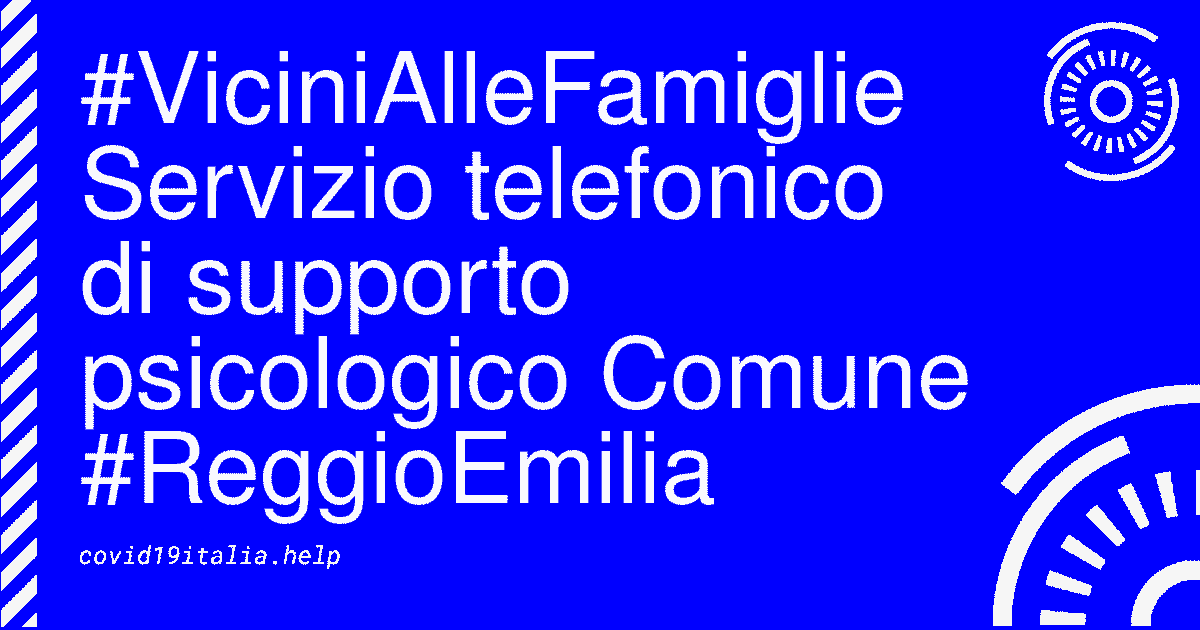 #ViciniAlleFamiglie
Servizio telefonico
di supporto
psicologico Comune
#ReggioEmilia
covid19italia.help